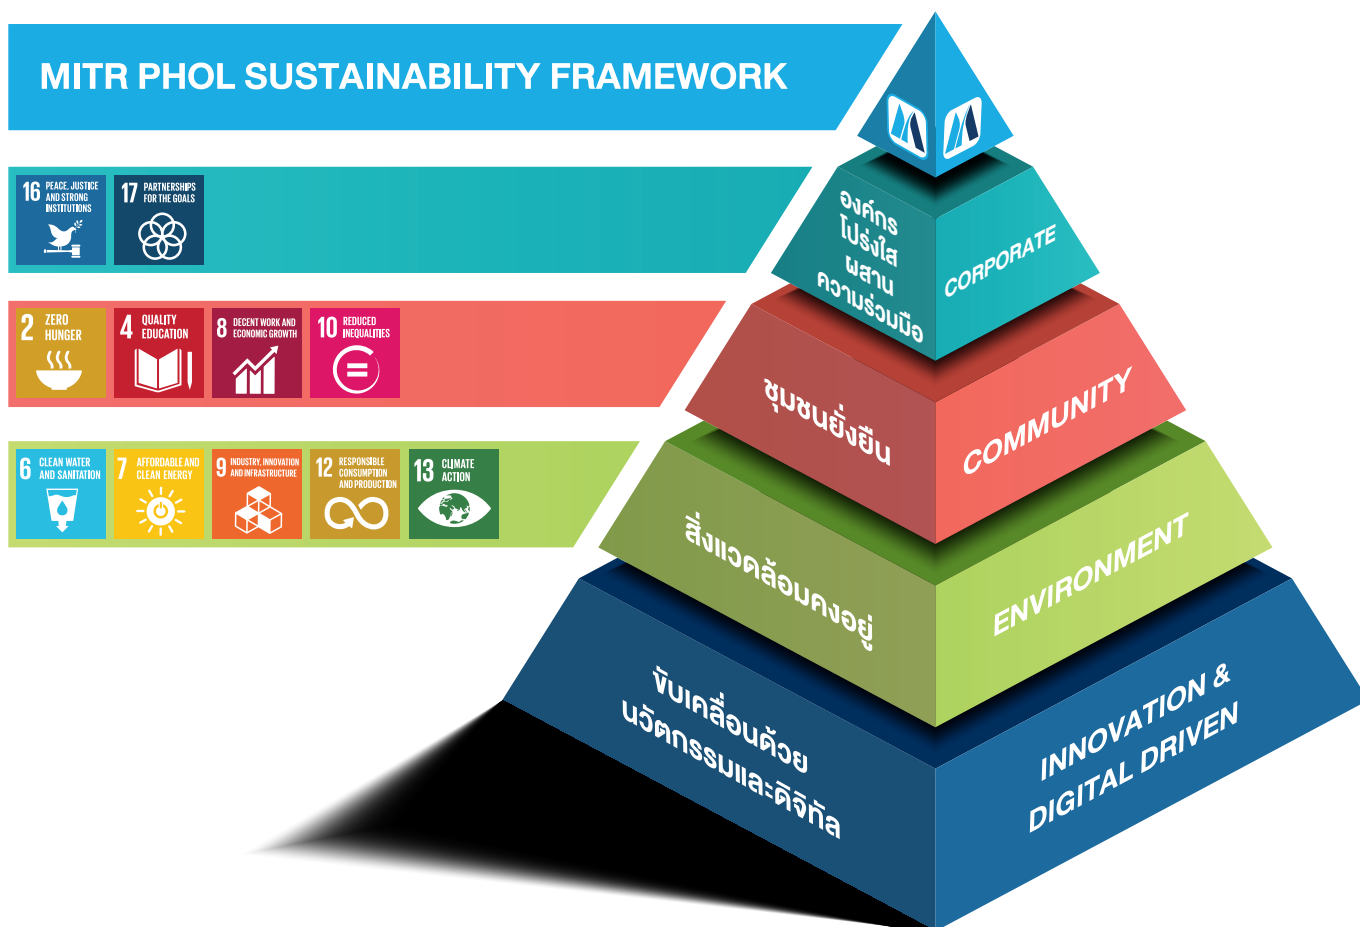 MITR PHOL SUSTAINABILITY FRAMEWORK
16 PEACE, JUSTICE
AND STRONG
INSTITUTIONS
17 PARTNERSHIPS
FOR THE GOALS
องค์กร
โปร่งใส
ผสาน
ความร่วมมือ
CORPORATE
2 ZERO
HUNGER
4 QUALITY
EDUCATION
8 DECENT WORK AND
ECONOMIC GROWTH
10 REDUCED
INEQUALITIES
ชุมชนยั่งยืน
COMMUNITY
6 CLEAN WATER
AND SANITATION
7 AFFORDABLE AND
CLEAN ENERGY
9 INDUSTRY, INNOVATION
AND INFRASTRUCTURE
12 RESPONSIBLE
CONSUMPTION
AND PRODUCTION
13 CLIMATE
ACTION
สิ่งแวดล้อมคงอยู่
ENVIRONMENT
ขับเคลื่อนด้วย
นวัตกรรมและดิจิทัล
INNOVATION &
DIGITAL DRIVEN